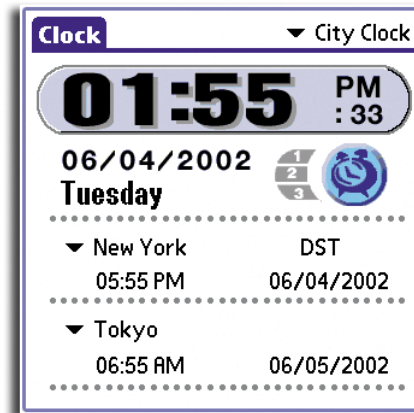 Clock ▼ City Clock
01:55 PM
: 33
06/04/2002
Tuesday
1
2
3
▼ New York DST
05:55 PM 06/04/2002
▼ Tokyo
06:55 AM 06/05/2002